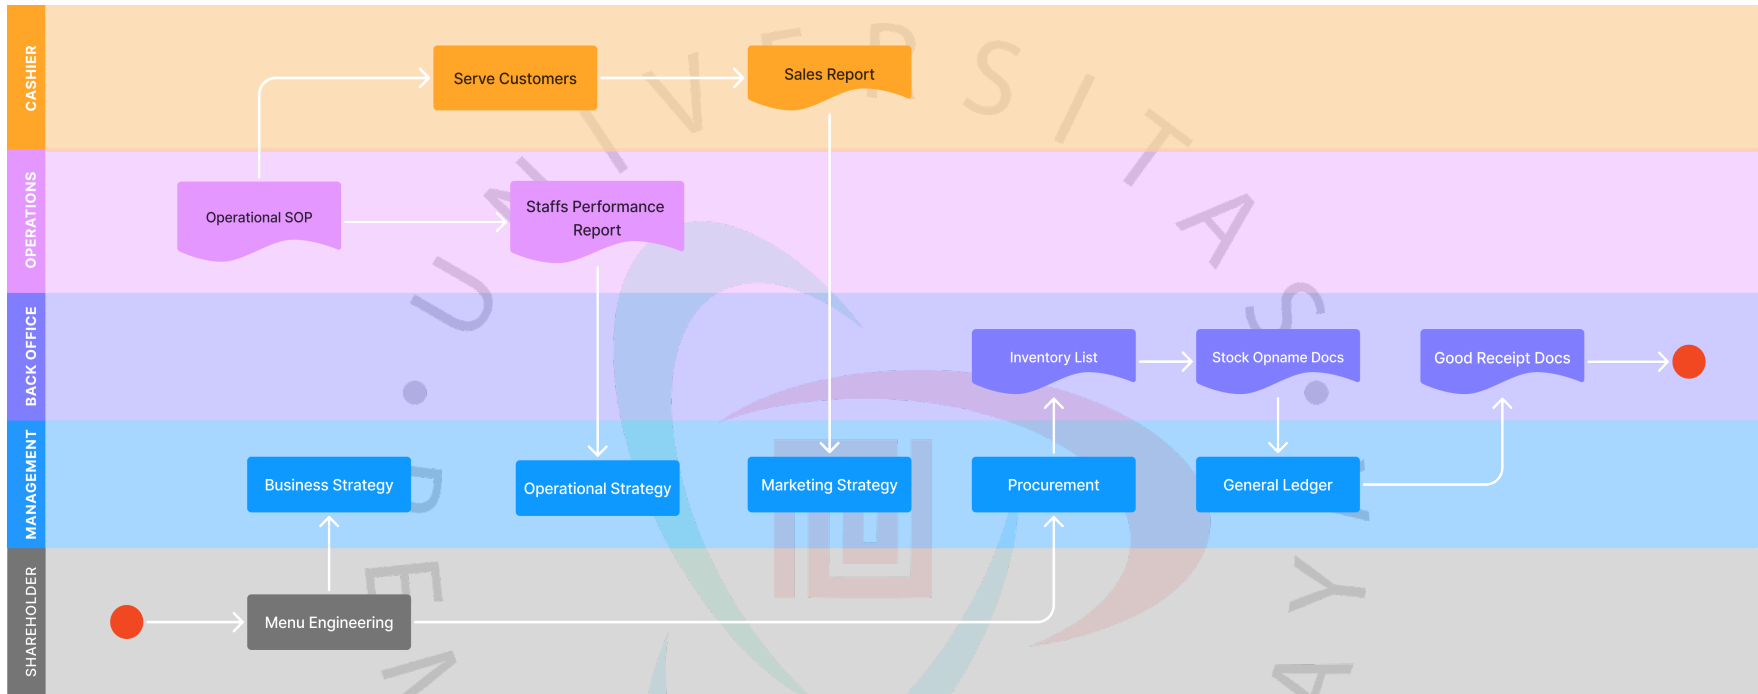 CASHIER
Serve Customers
Sales Report
OPERATIONS
Operational SOP
Staffs Performance
Report
BACK OFFICE
Inventory List
Stock Opname Docs
Good Receipt Docs
MANAGEMENT
Business Strategy
Operational Strategy
Marketing Strategy
Procurement
General Ledger
SHAREHOLDER
Menu Engineering
UNIVERSITAS